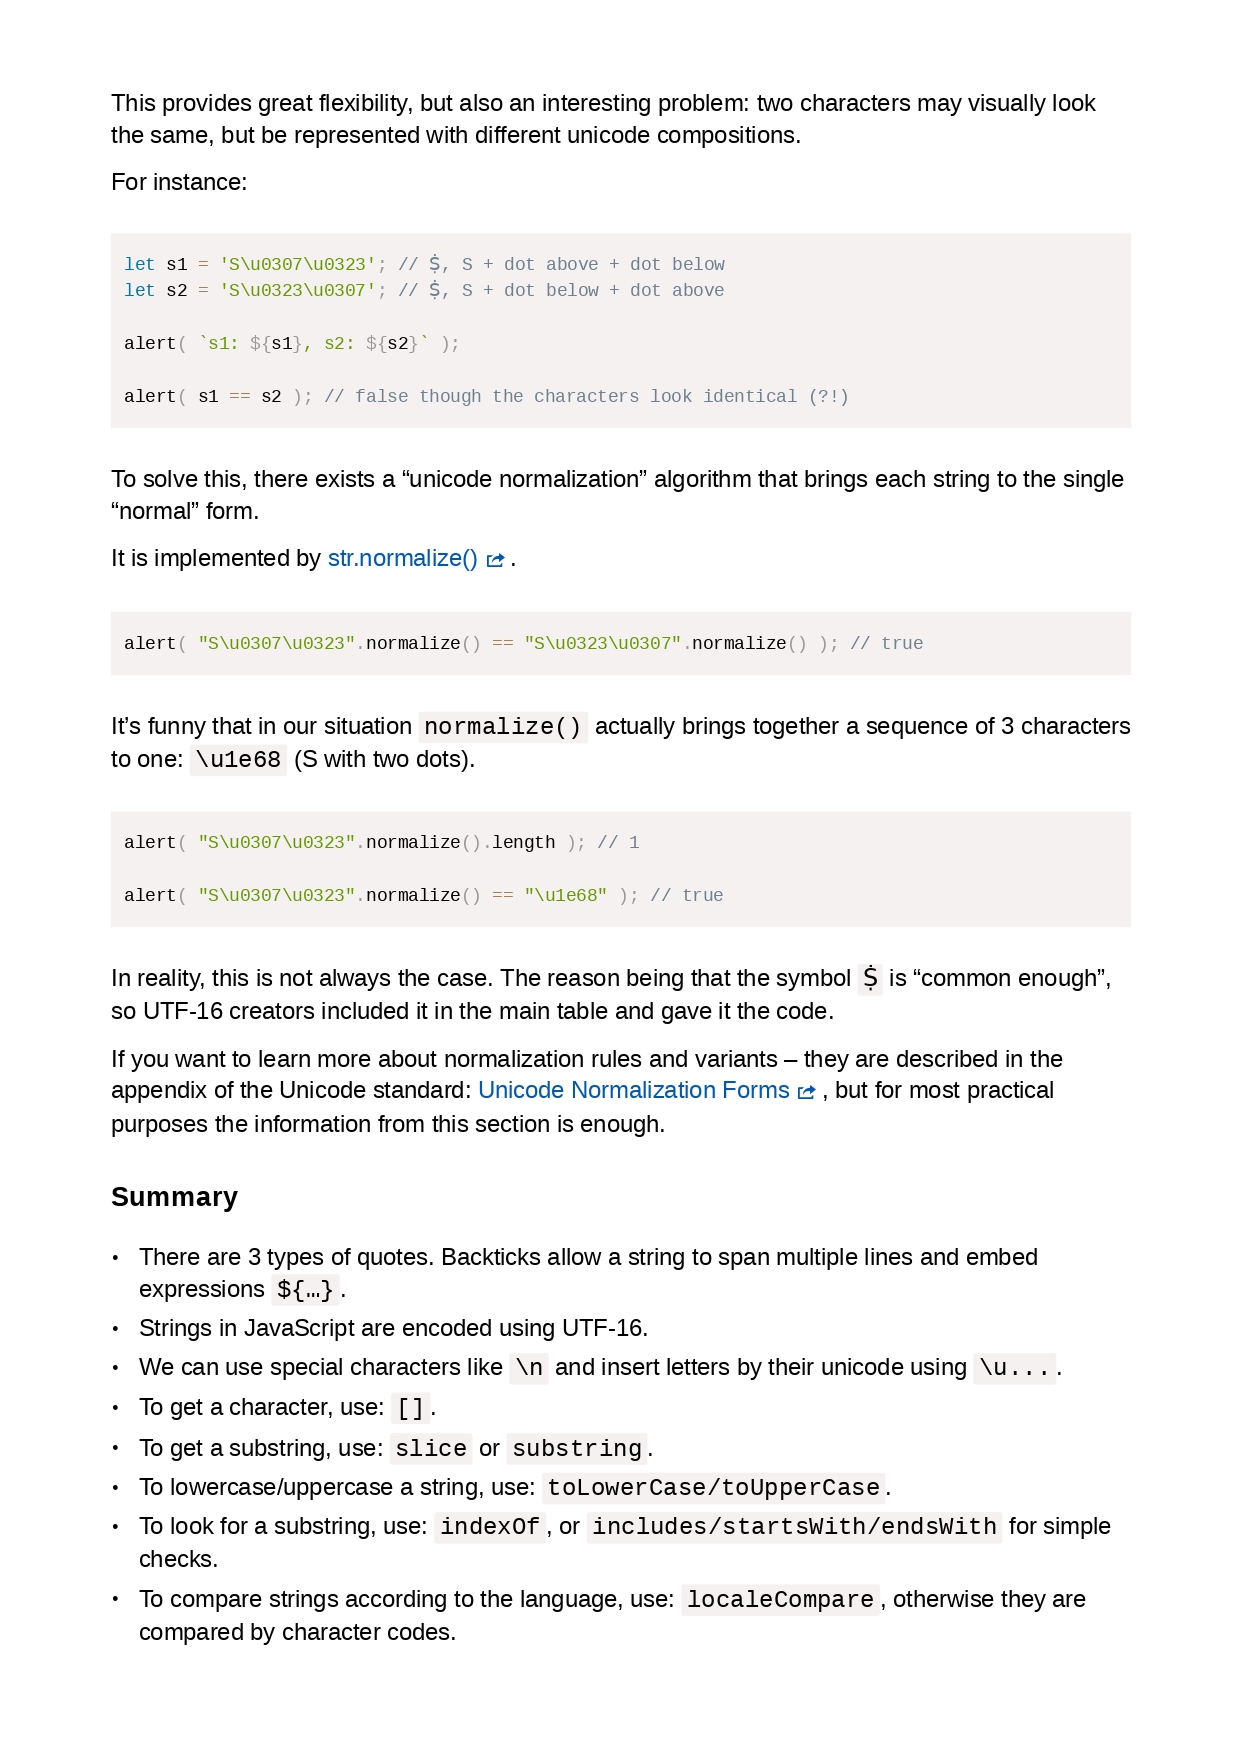 This provides great flexibility, but also an interesting problem: two characters may visually look
the same, but be represented with different unicode compositions.
For instance:
let s1 = 'S\u0307\u0323'; // Ṩ, S + dot above + dot below
let s2 = 'S\u0323\u0307'; // Ṩ, S + dot below + dot above
alert( `s1: ${s1}, s2: ${s2}` );
alert( s1 == s2 ); // false though the characters look identical (?!)
To solve this, there exists a “unicode normalization” algorithm that brings each string to the single
“normal” form.
It is implemented by str.normalize() .
alert( "S\u0307\u0323".normalize() == "S\u0323\u0307".normalize() ); // true
It’s funny that in our situation normalize() actually brings together a sequence of 3 characters
to one: \u1e68 (S with two dots).
alert( "S\u0307\u0323".normalize().length ); // 1
alert( "S\u0307\u0323".normalize() == "\u1e68" ); // true
In reality, this is not always the case. The reason being that the symbol Ṩ is “common enough”,
so UTF-16 creators included it in the main table and gave it the code.
If you want to learn more about normalization rules and variants – they are described in the
appendix of the Unicode standard: Unicode Normalization Forms , but for most practical
purposes the information from this section is enough.
Summary
• There are 3 types of quotes. Backticks allow a string to span multiple lines and embed
expressions ${…} .
• Strings in JavaScript are encoded using UTF-16.
• We can use special characters like \n and insert letters by their unicode using \u... .
• To get a character, use: [] .
• To get a substring, use: slice or substring .
• To lowercase/uppercase a string, use: toLowerCase/toUpperCase .
• To look for a substring, use: indexOf , or includes/startsWith/endsWith for simple
checks.
• To compare strings according to the language, use: localeCompare , otherwise they are
compared by character codes.